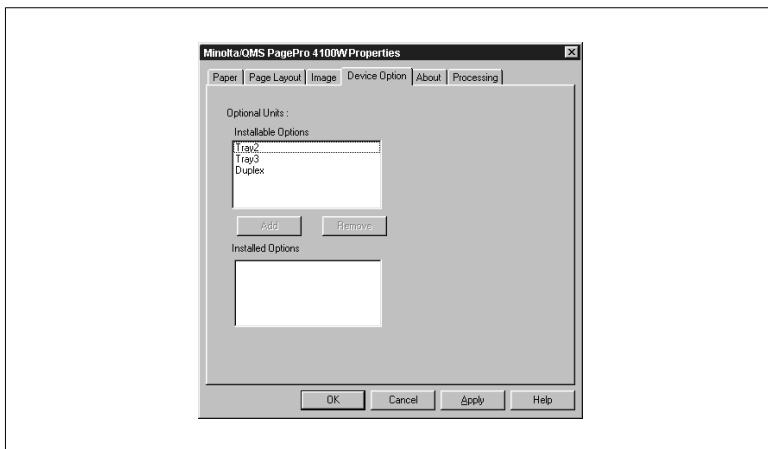 Minolta/QMS PagePro 4100W Properties
Paper Page Layout Image Device Option About Processing
Optional Units :
Installable Options
Tray2
Tray3
Duplex
Add Remove
Installed Options
OK Cancel Apply Help